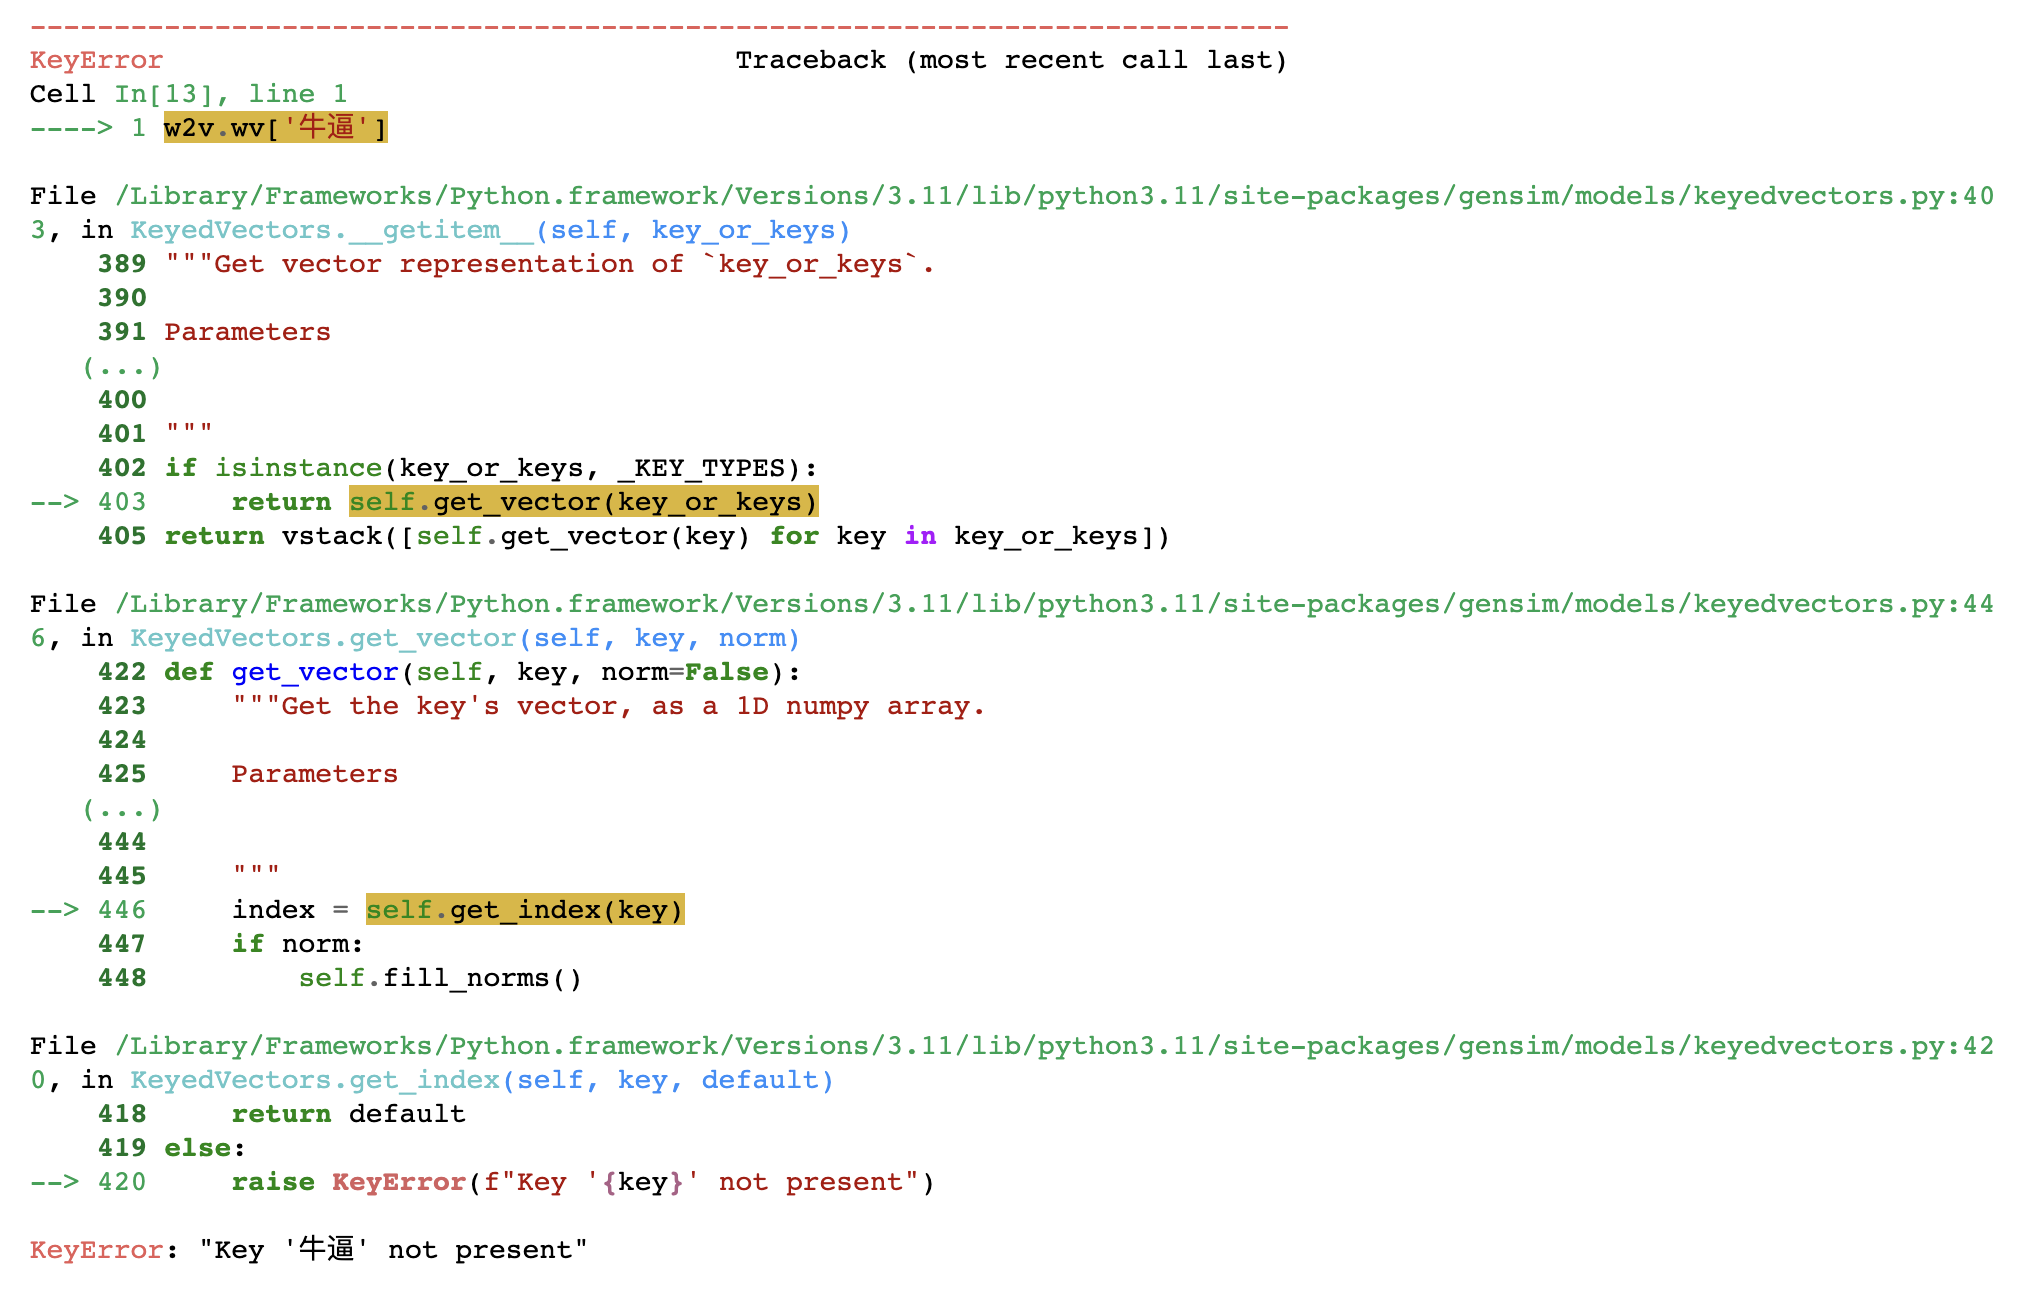 ---------------------------------------------------------------------------
KeyError                                  Traceback (most recent call last)
Cell In[13], line 1
----> 1 w2v.wv['牛逼']

File /Library/Frameworks/Python.framework/Versions/3.11/lib/python3.11/site-packages/gensim/models/keyedvectors.py:40
3, in KeyedVectors.__getitem__(self, key_or_keys)
    389 """Get vector representation of `key_or_keys`.
    390
    391 Parameters
   (...)
    400
    401 """
    402 if isinstance(key_or_keys, _KEY_TYPES):
--> 403     return self.get_vector(key_or_keys)
    405 return vstack([self.get_vector(key) for key in key_or_keys])

File /Library/Frameworks/Python.framework/Versions/3.11/lib/python3.11/site-packages/gensim/models/keyedvectors.py:44
6, in KeyedVectors.get_vector(self, key, norm)
    422 def get_vector(self, key, norm=False):
    423     """Get the key's vector, as a 1D numpy array.
    424
    425     Parameters
   (...)
    444
    445     """
--> 446     index = self.get_index(key)
    447     if norm:
    448         self.fill_norms()

File /Library/Frameworks/Python.framework/Versions/3.11/lib/python3.11/site-packages/gensim/models/keyedvectors.py:42
0, in KeyedVectors.get_index(self, key, default)
    418     return default
    419 else:
--> 420     raise KeyError(f"Key '{key}' not present")

KeyError: "Key '牛逼' not present"